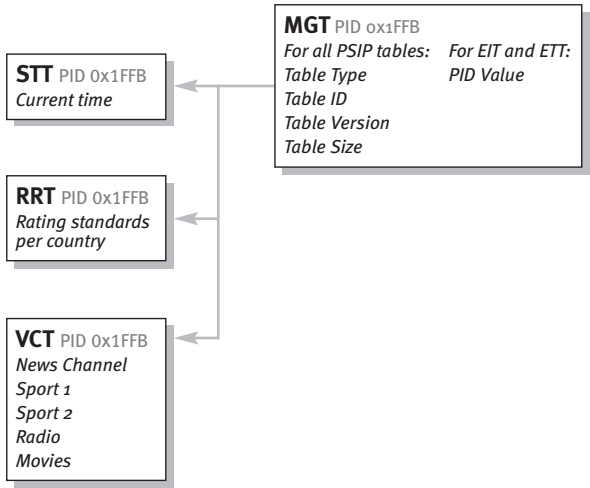 MGT PID 0x1FFB
For all PSIP tables: For EIT and ETT:
Table Type PID Value
Table ID
Table Version
Table Size
STT PID 0x1FFB
Current time
RRT PID 0x1FFB
Rating standards
per country
VCT PID 0x1FFB
News Channel
Sport 1
Sport 2
Radio
Movies